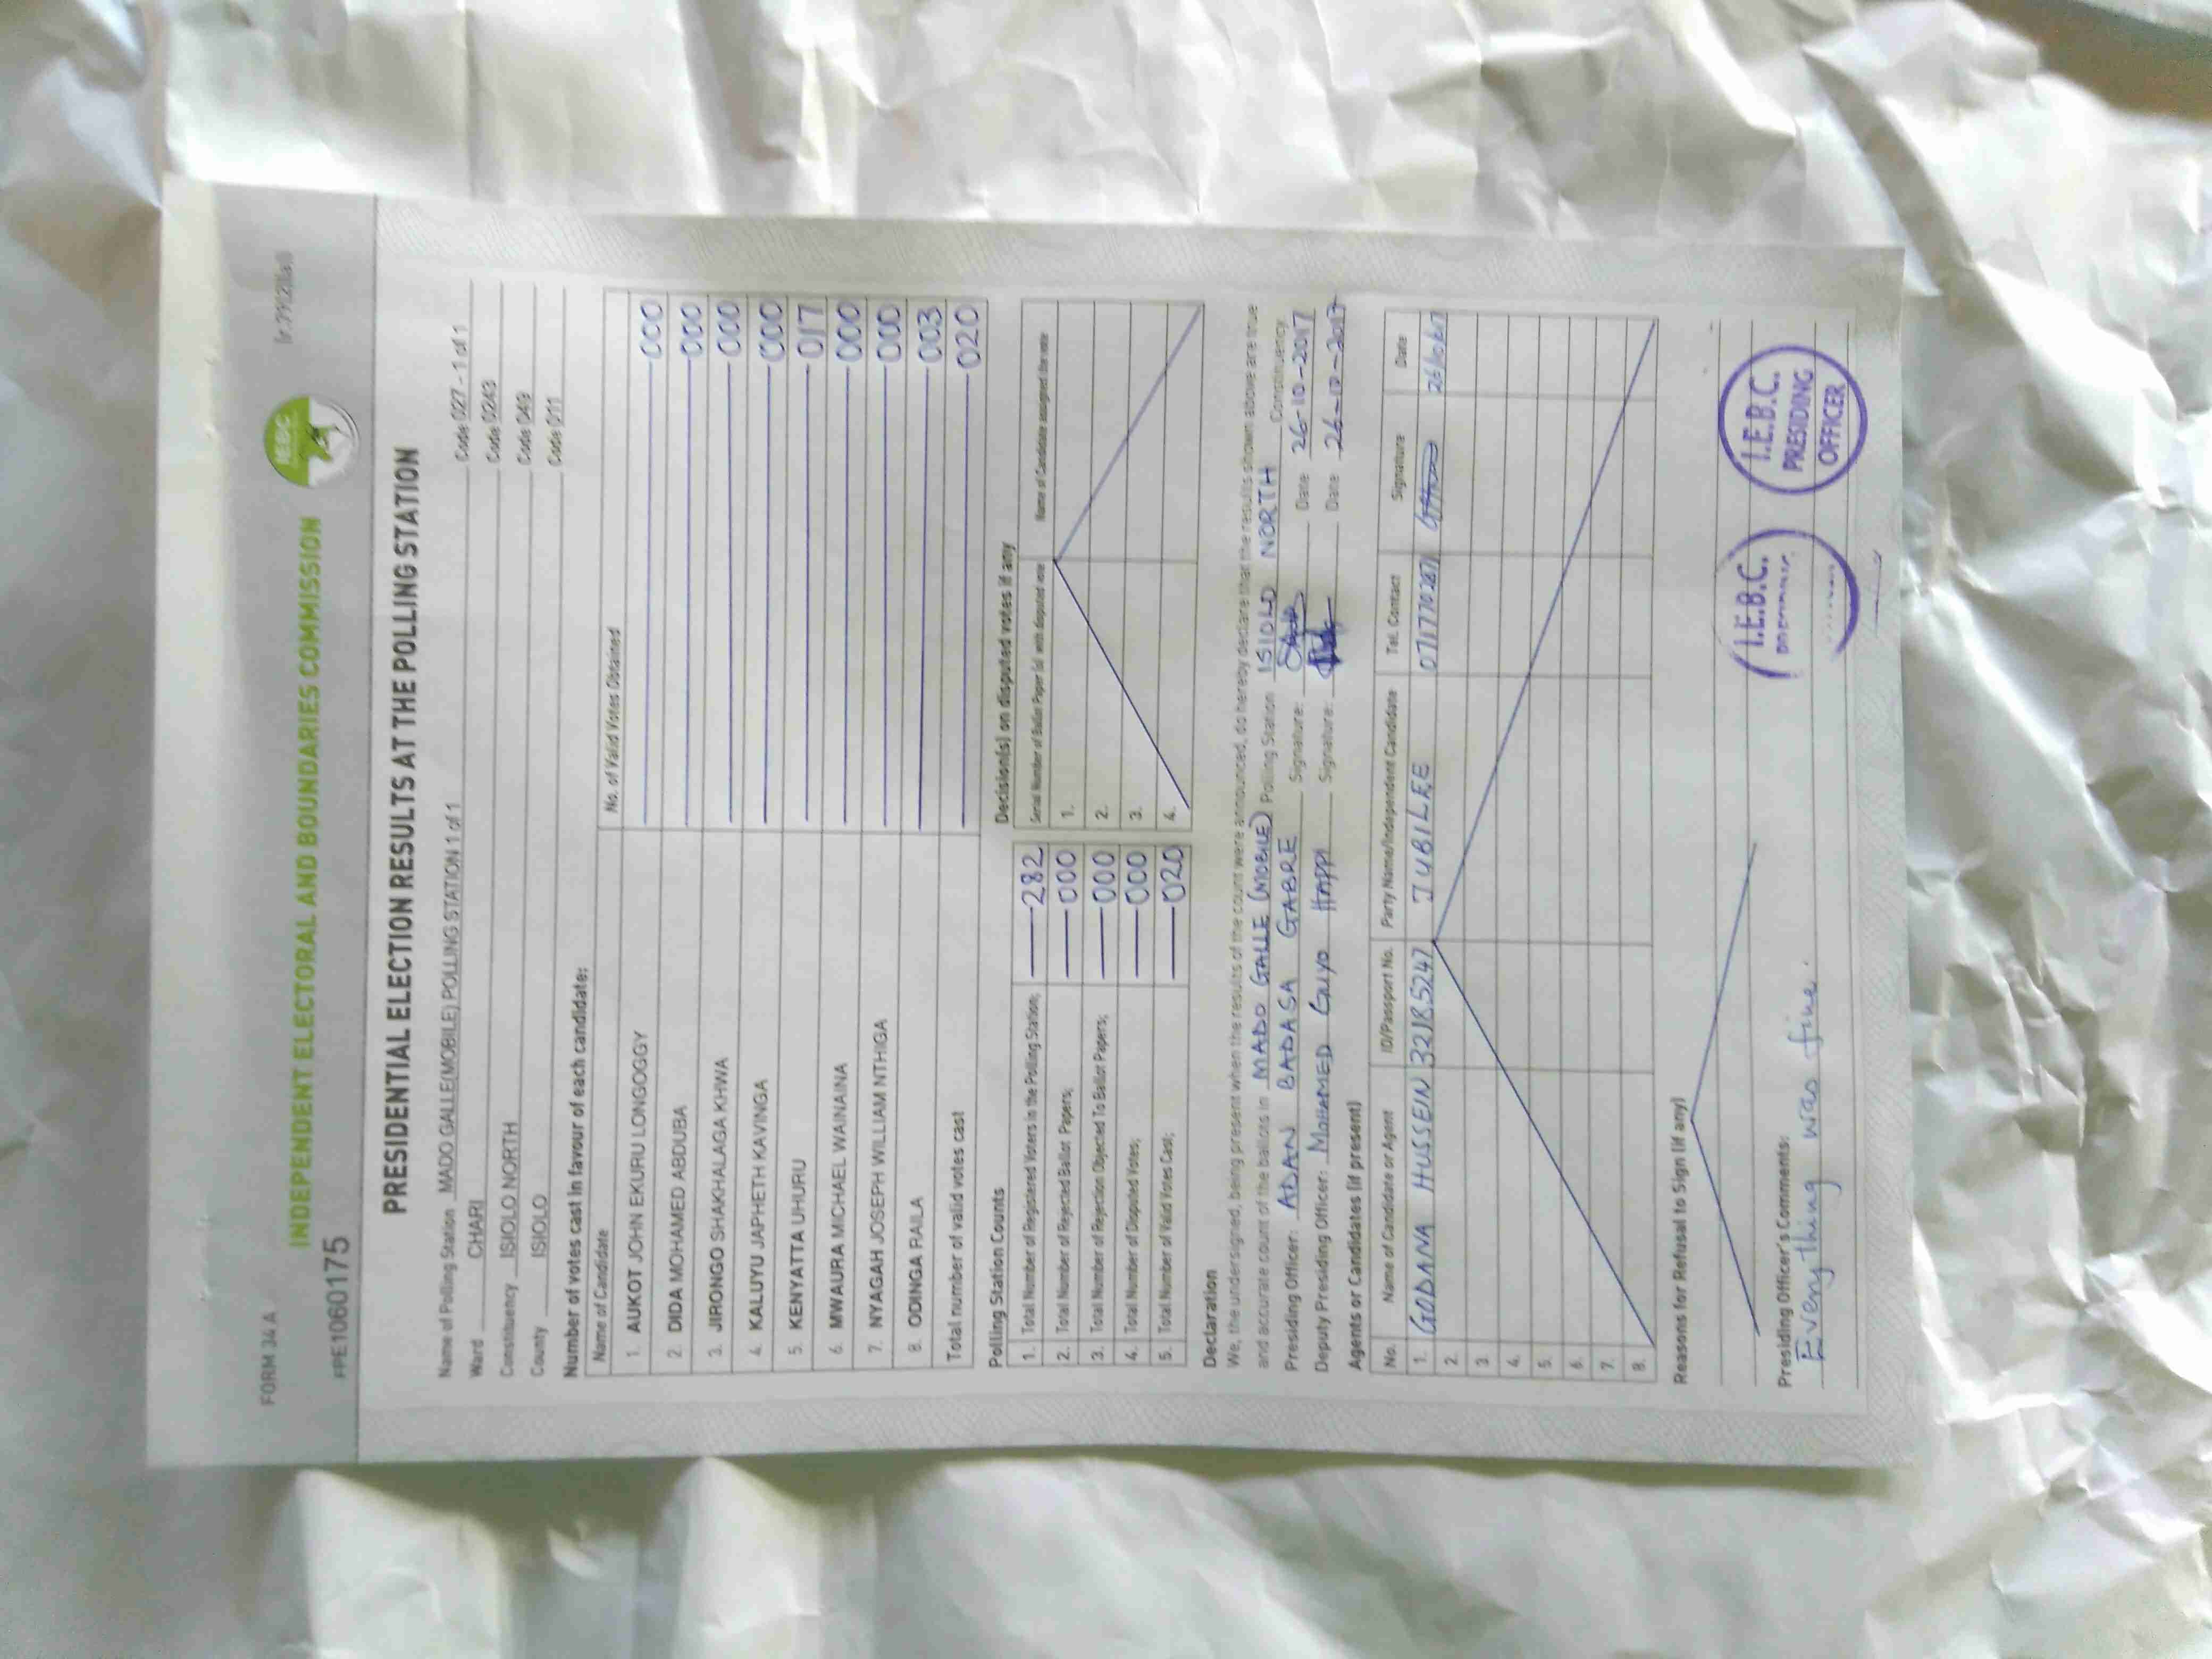 FORM 34 A
INDEPENDENT ELECTORAL AND BOUNDARIES COMMISSION
IEBC
PRE1060175
PRESIDENTIAL ELECTION RESULTS AT THE POLLING STATION
Name of Polling Station MADO GALLE(MOBILE) POLLING STATION 1 of 1 Code 027 - 1 of 1
Ward CHARI Code 0243
Constituency ISIOLO NORTH Code 049
County ISIOLO Code 011
Number of votes cast in favour of each candidate:
Name of Candidate No. of Valid Votes Obtained
1. AUKOT JOHN EKURU LONGOGGY 000
2. DIDA MOHAMED ABDUBA 000
3. JIRONGO SHAKHALAGA KHWA 000
4. KALUYU JAPHETH KAVINGA 000
5. KENYATTA UHURU 017
6. MWAURA MICHAEL WAINAINA 000
7. NYAGAH JOSEPH WILLIAM NTHIGA 000
8. ODINGA RAILA 003
Total number of valid votes cast 020
Polling Station Counts
1. Total Number of Registered Voters in the Polling Station; 282
2. Total Number of Rejected Ballot Papers; 000
3. Total Number of Rejection Objected To Ballot Papers; 000
4. Total Number of Disputed Votes; 000
5. Total Number of Valid Votes Cast; 020
Decision(s) on disputed votes if any
Serial Number of Ballot Paper (s) with disputed vote Name of Candidate assigned the vote
1.
2.
3.
4.
Declaration
We, the undersigned, being present when the results of the count were announced, do hereby declare that the results shown above are true
and accurate count of the ballots in MADO GALLE (MOBILE) Polling Station ISIOLO NORTH Constituency.
Presiding Officer: ADAN BADASA GABRE Signature: Date 26-10-2017
Deputy Presiding Officer: MOHAMED GUYO HAPPI Signature: Date 26-10-2017
Agents or Candidates (if present)
No. Name of Candidate or Agent ID/Passport No. Party Name/Independent Candidate Tel. Contact Signature Date
1. GODANA HUSSEIN 32185247 JUBILEE 0717770287
2.
3.
4.
5.
6.
7.
8.
Reasons for Refusal to Sign (if any)
Presiding Officer's Comments:
Everything was fine.
I.E.B.C.
I.E.B.C.
PRESIDING
OFFICER